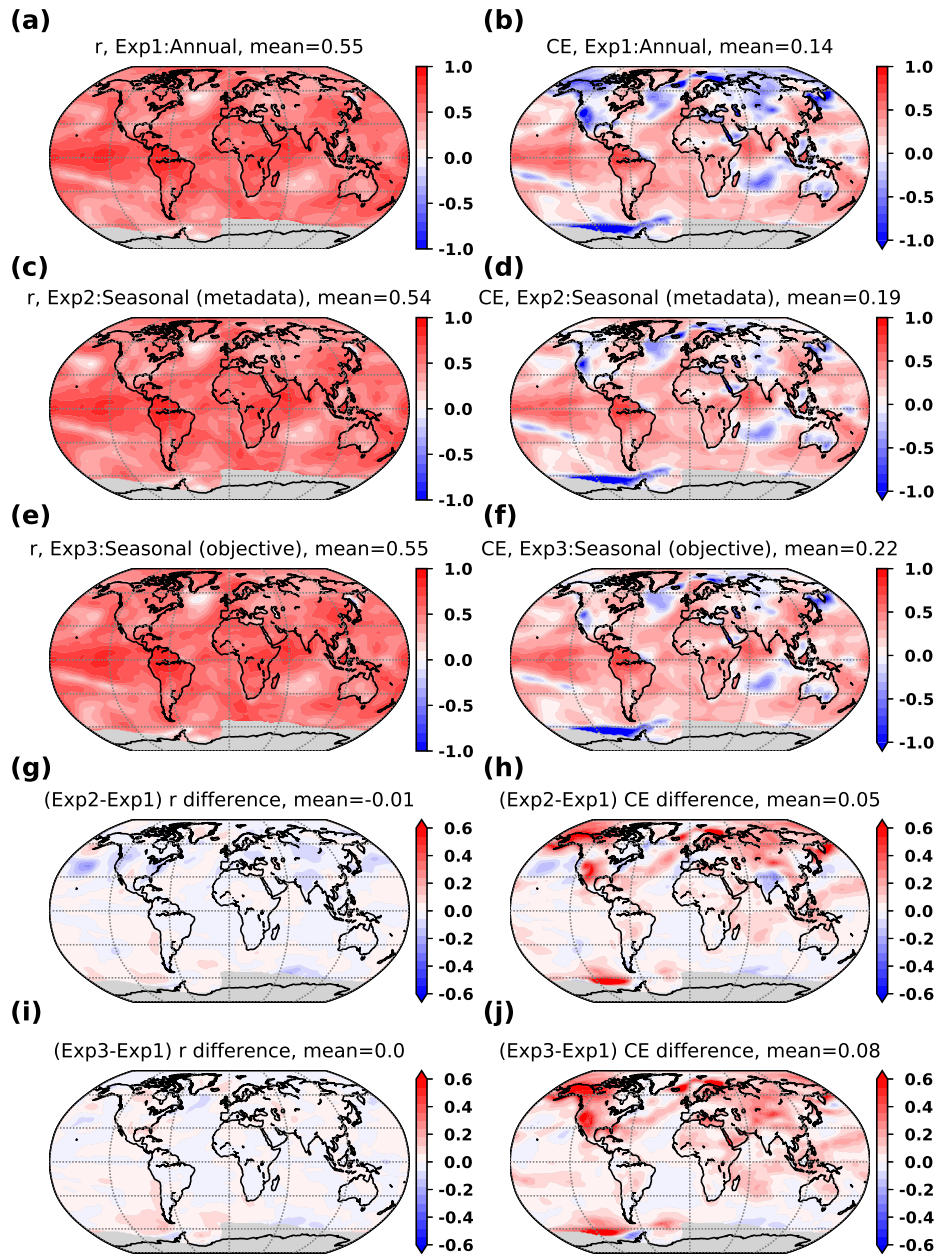 (a)
r, Exp1:Annual, mean=0.55
1.0
0.5
0.0
-0.5
-1.0
(b)
CE, Exp1:Annual, mean=0.14
1.0
0.5
0.0
-0.5
-1.0
(c)
r, Exp2:Seasonal (metadata), mean=0.54
1.0
0.5
0.0
-0.5
-1.0
(d)
CE, Exp2:Seasonal (metadata), mean=0.19
1.0
0.5
0.0
-0.5
-1.0
(e)
r, Exp3:Seasonal (objective), mean=0.55
1.0
0.5
0.0
-0.5
-1.0
(f)
CE, Exp3:Seasonal (objective), mean=0.22
1.0
0.5
0.0
-0.5
-1.0
(g)
(Exp2-Exp1) r difference, mean=-0.01
0.6
0.4
0.2
0.0
-0.2
-0.4
-0.6
(h)
(Exp2-Exp1) CE difference, mean=0.05
0.6
0.4
0.2
0.0
-0.2
-0.4
-0.6
(i)
(Exp3-Exp1) r difference, mean=0.0
0.6
0.4
0.2
0.0
-0.2
-0.4
-0.6
(j)
(Exp3-Exp1) CE difference, mean=0.08
0.6
0.4
0.2
0.0
-0.2
-0.4
-0.6